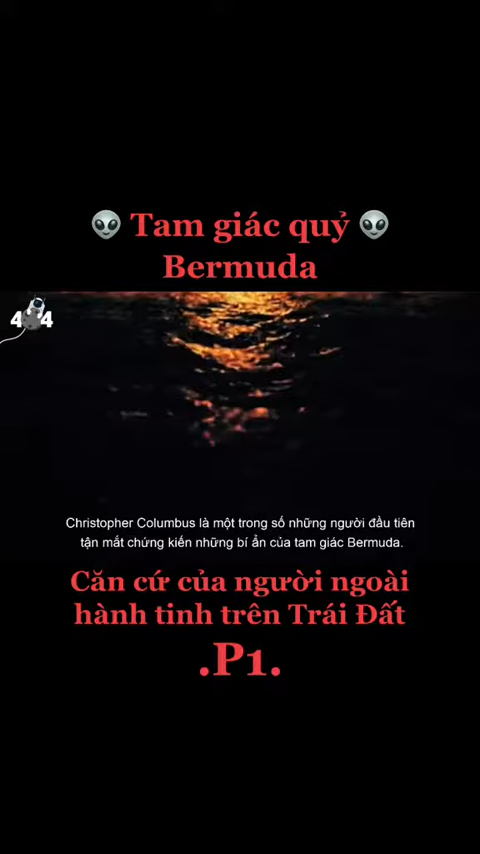 👽 Tam giác quỷ 👽
Bermuda
4 4
Christopher Columbus là một trong số những người đầu tiên
tận mắt chứng kiến những bí ẩn của tam giác Bermuda.
Căn cứ của người ngoài
hành tinh trên Trái Đất
.P1.